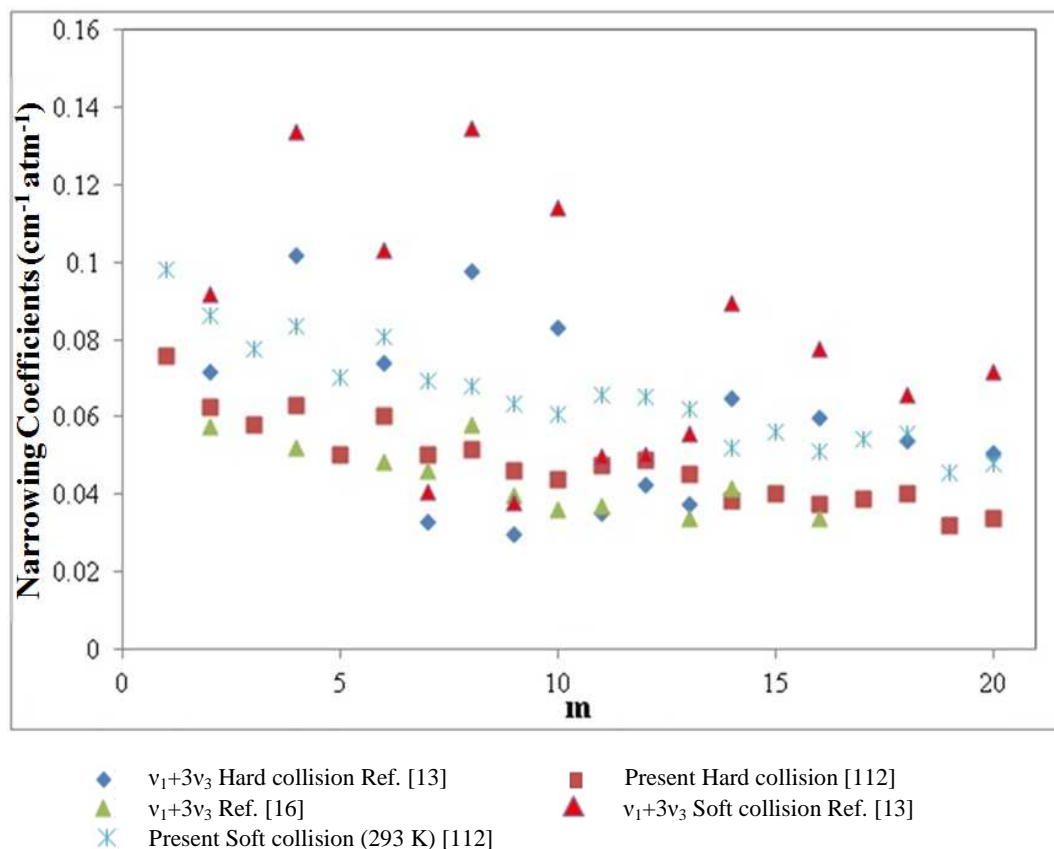 0.16
0.14
0.12
0.1
0.08
0.06
0.04
0.02
0
Narrowing Coefficients (cm⁻¹ atm⁻¹)
0 5 10 15 20
m
ν₁+3ν₃ Hard collision Ref. [13]
Present Hard collision [112]
ν₁+3ν₃ Ref. [16]
ν₁+3ν₃ Soft collision Ref. [13]
Present Soft collision (293 K) [112]